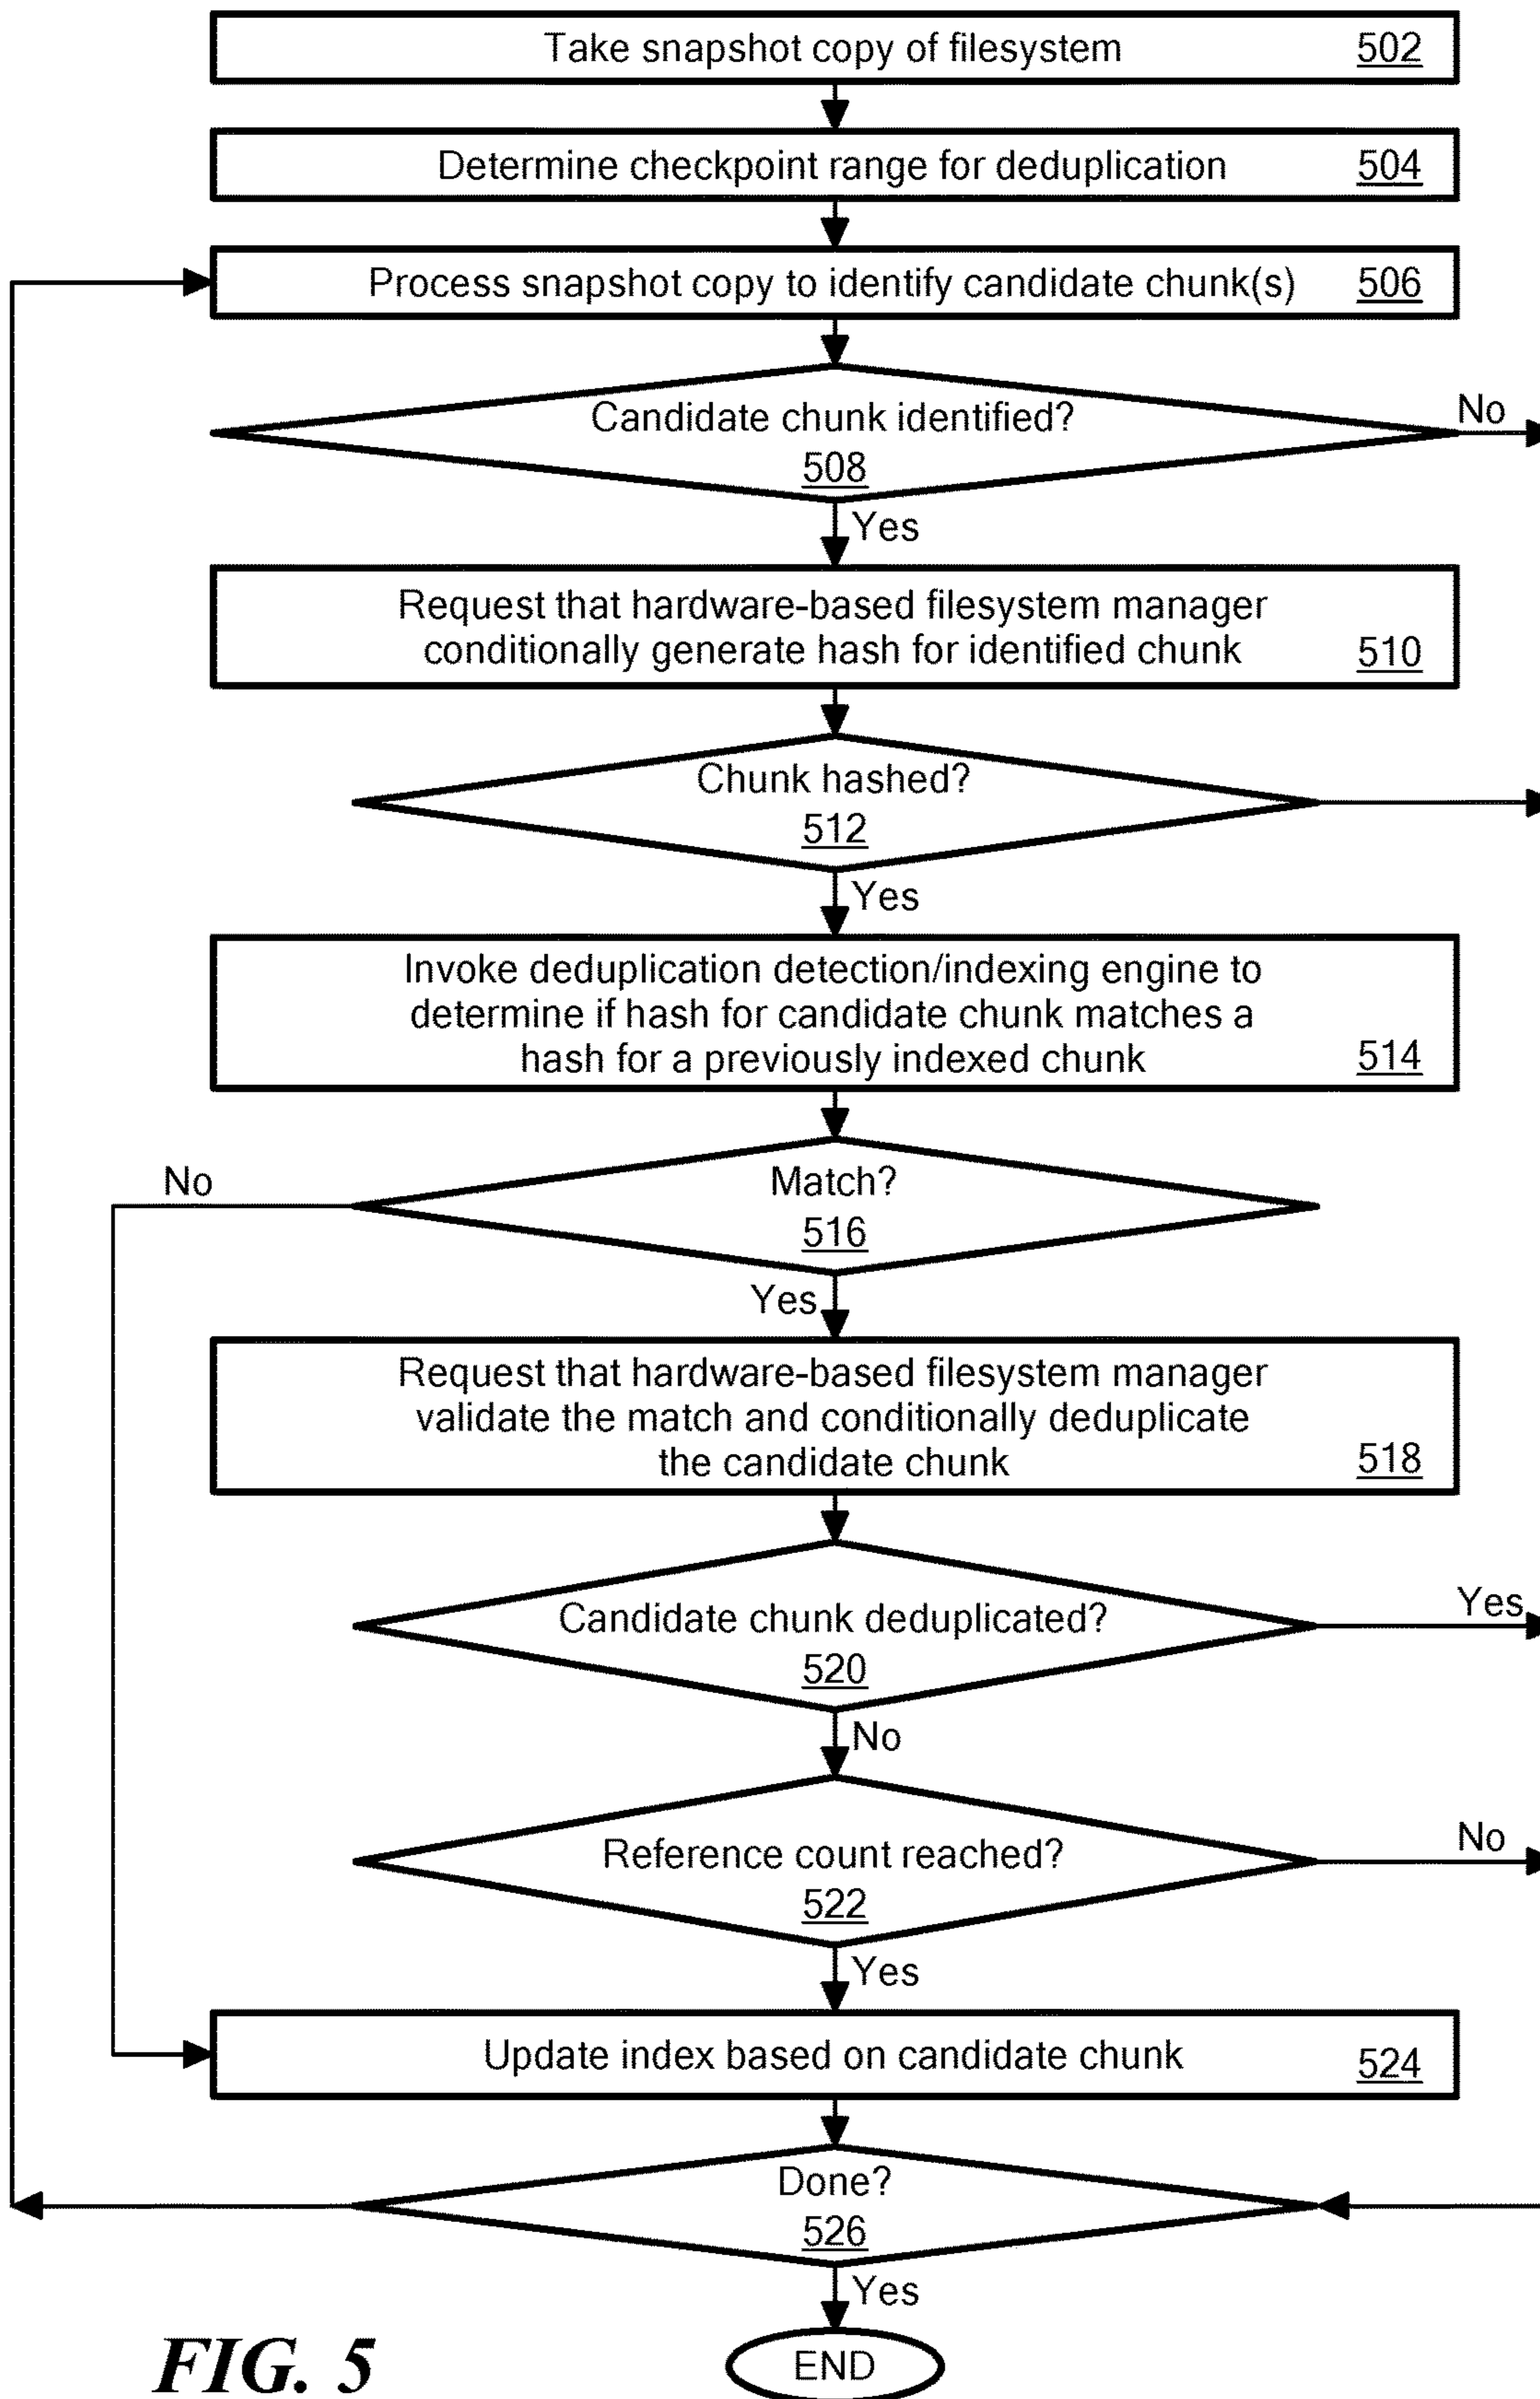 Take snapshot copy of filesystem 502
Determine checkpoint range for deduplication 504
Process snapshot copy to identify candidate chunk(s) 506
Candidate chunk identified?
508
No
Yes
Request that hardware-based filesystem manager
conditionally generate hash for identified chunk 510
Chunk hashed?
512
Yes
Invoke deduplication detection/indexing engine to
determine if hash for candidate chunk matches a
hash for a previously indexed chunk 514
Match?
516
No
Yes
Request that hardware-based filesystem manager
validate the match and conditionally deduplicate
the candidate chunk 518
Candidate chunk deduplicated?
520
Yes
No
Reference count reached?
522
No
Yes
Update index based on candidate chunk 524
Done?
526
Yes
END
FIG. 5